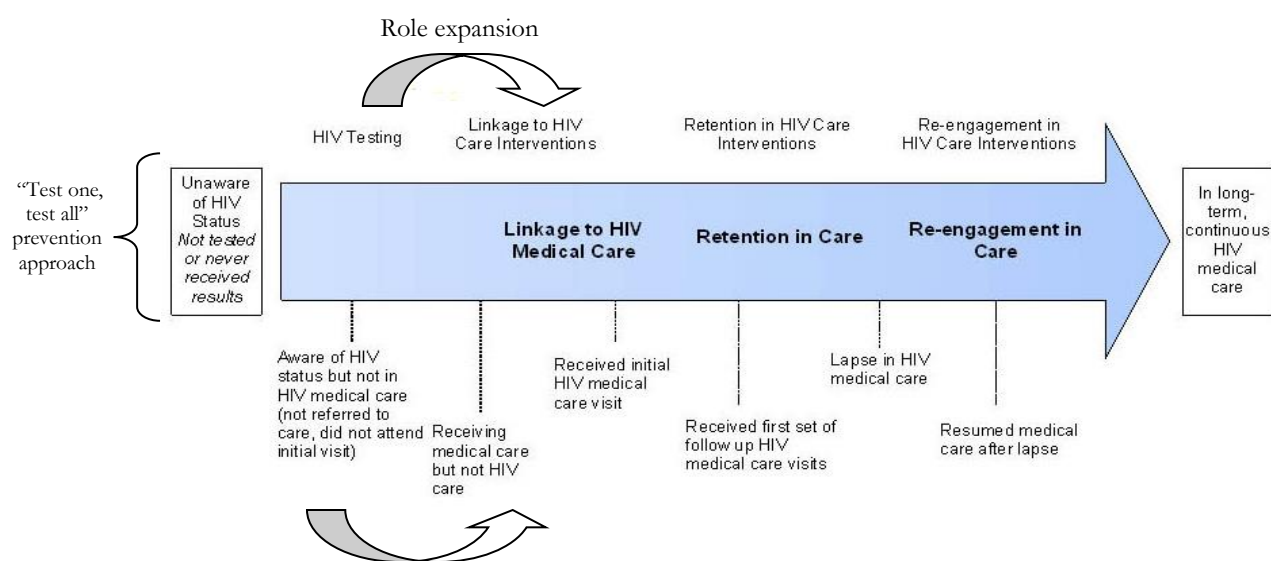 Role expansion
HIV Testing
Linkage to HIV
Care Interventions
Retention in HIV Care
Interventions
Re-engagement in
HIV Care Interventions
“Test one,
test all”
prevention
approach
Unaware
of HIV
Status
Not tested
or never
received
results
Linkage to HIV
Medical Care
Retention in Care
Re-engagement in
Care
In long-
term,
continuous
HIV
medical
care
Aware of HIV
status but not in
HIV medical care
(not referred to
care, did not attend
initial visit)
Receiving
medical care
but not HIV
care
Received initial
HIV medical
care visit
Received first set of
follow up HIV
medical care visits
Lapse in HIV
medical care
Resumed medical
care after lapse